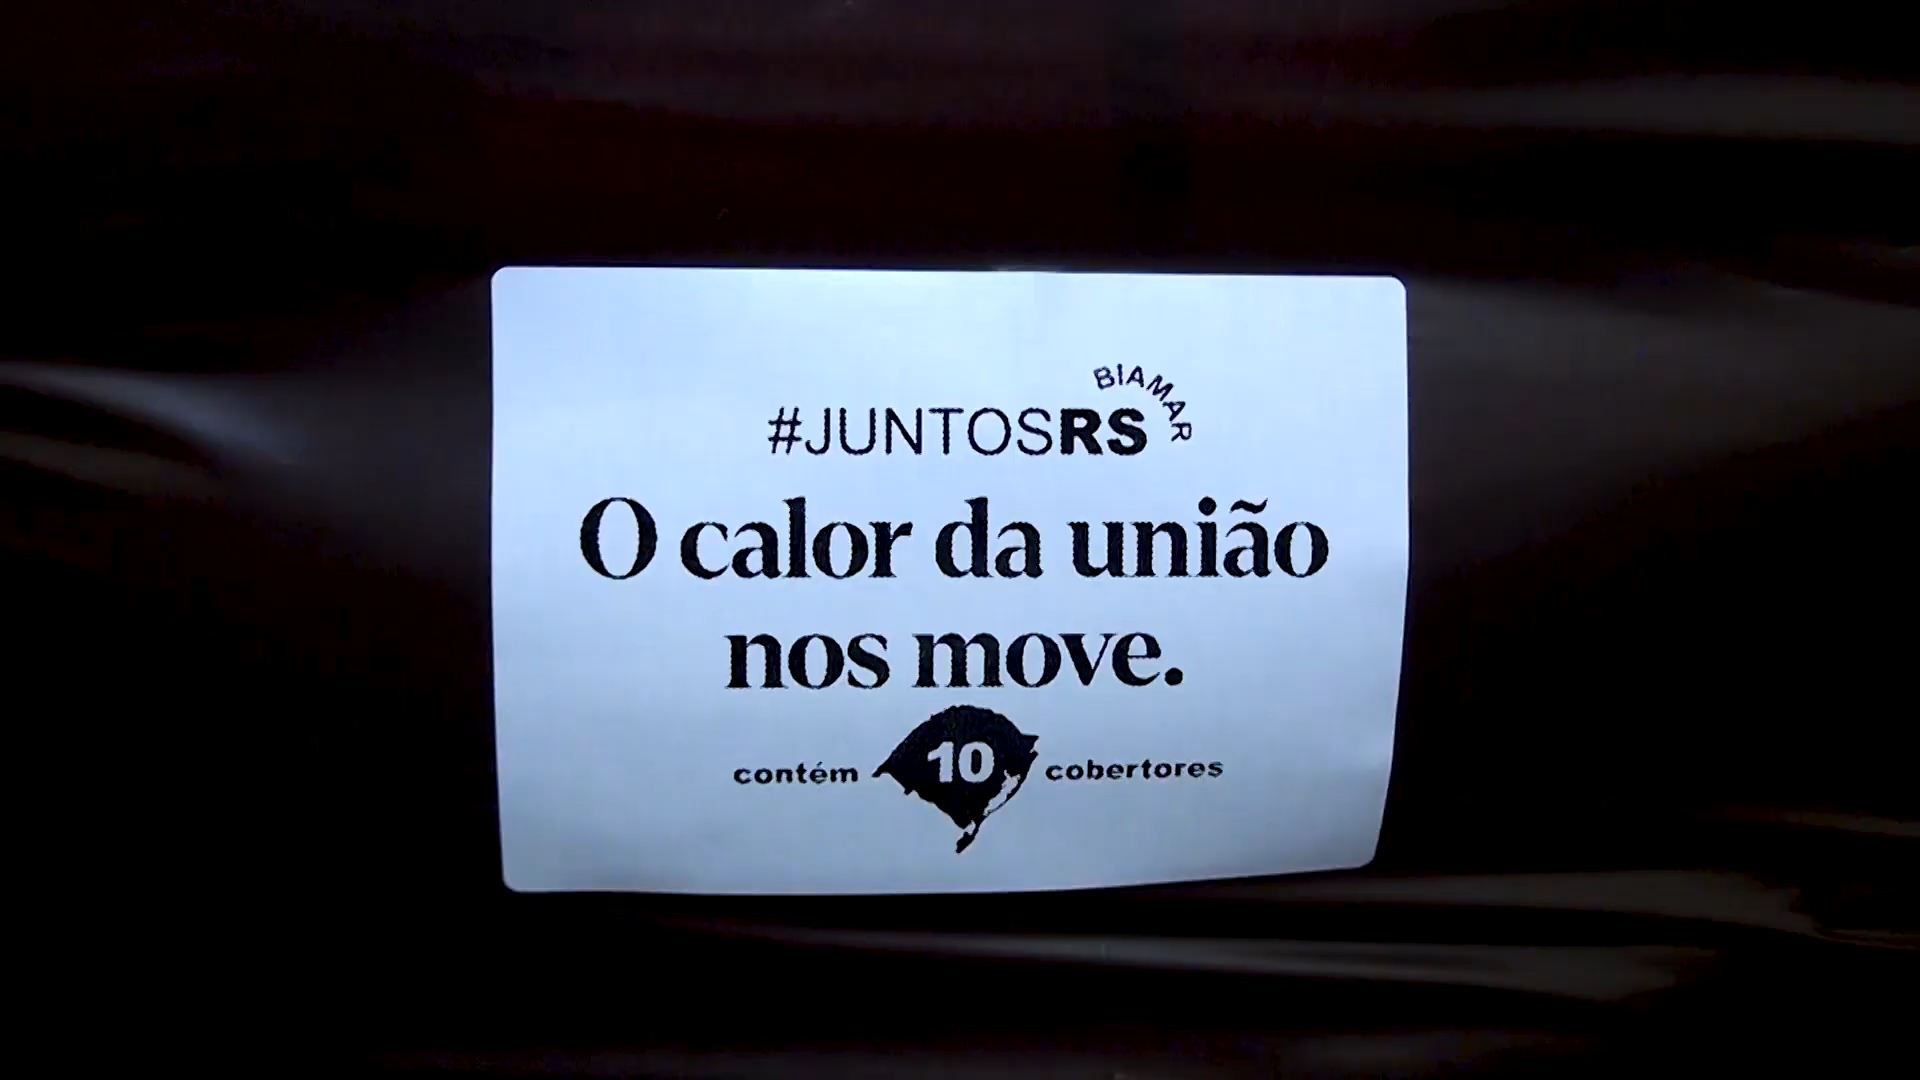 BIAMAR
#JUNTOSRS
O calor da união
nos move.
contém 10 cobertores